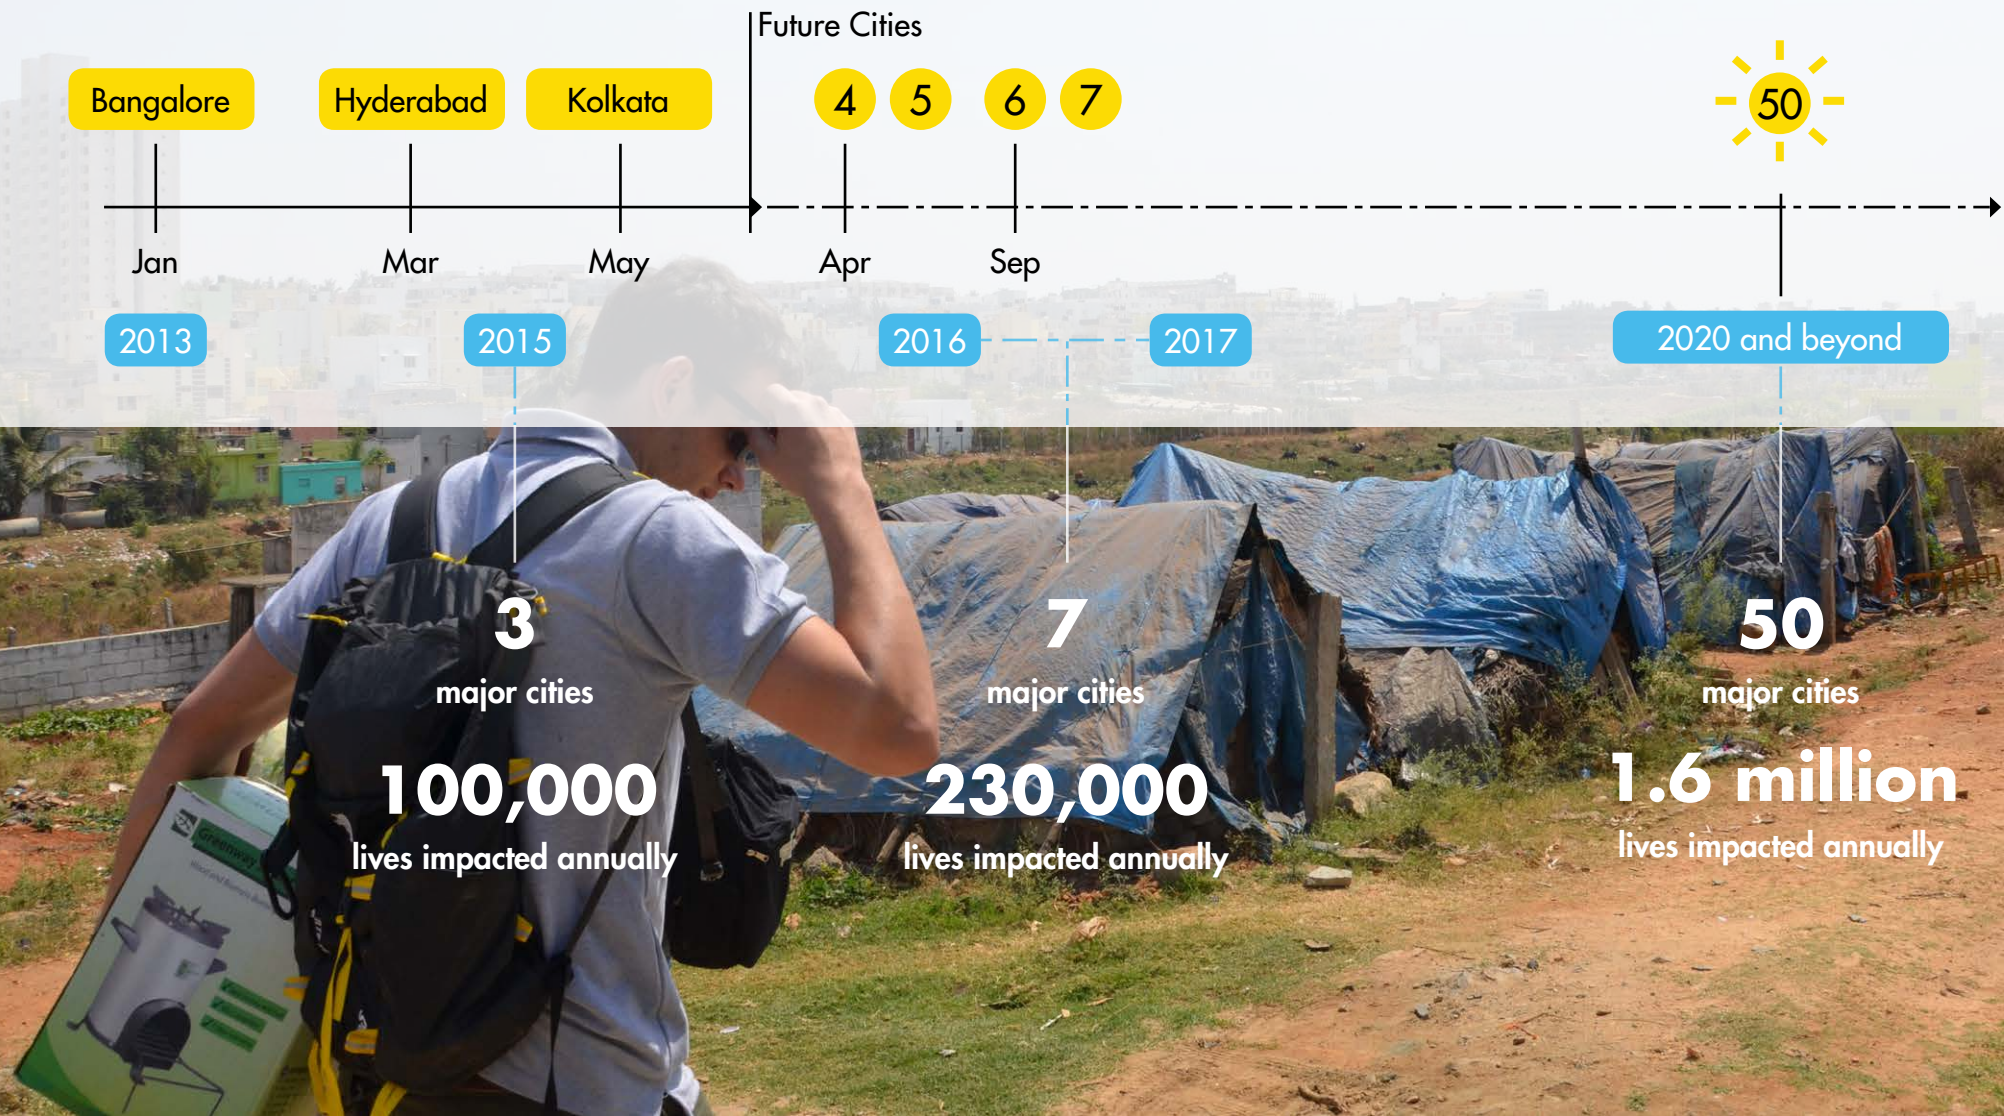 Future Cities
Bangalore
Hyderabad
Kolkata
4
5
6
7
50
Jan
Mar
May
Apr
Sep
2013
2015
2016
2017
2020 and beyond
3
major cities
100,000
lives impacted annually
7
major cities
230,000
lives impacted annually
50
major cities
1.6 million
lives impacted annually
Greenway